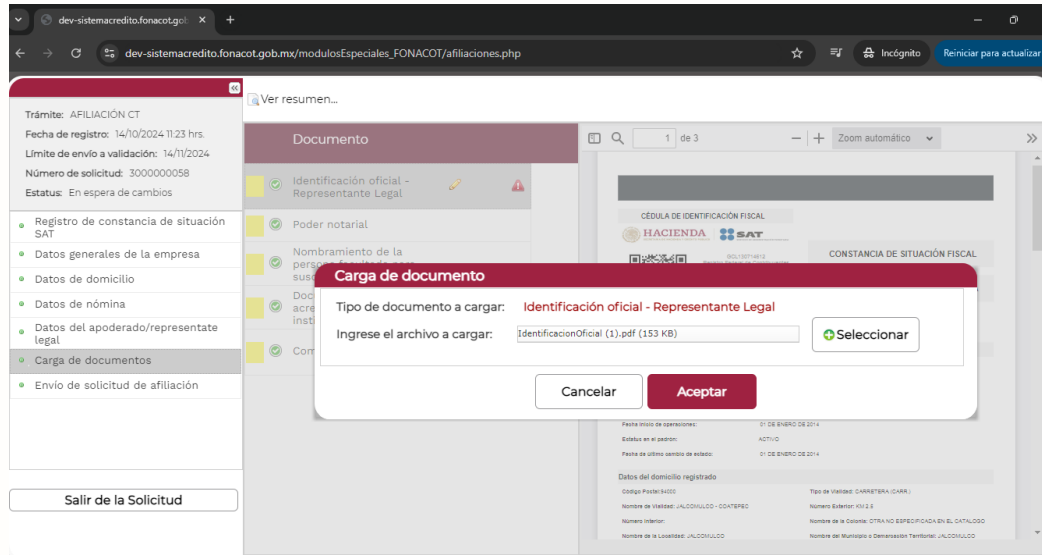 dev-sistemacredito.fonacot.gob
dev-sistemacredito.fonacot.gob.mx/modulosEspeciales_FONACOT/afiliaciones.php
Incógnito
Reiniciar para actualizar
Trámite: AFILIACIÓN CT
Fecha de registro: 14/10/2024 11:23 hrs.
Límite de envío a validación: 14/11/2024
Número de solicitud: 3000000058
Estatus: En espera de cambios
Registro de constancia de situación
SAT
Datos generales de la empresa
Datos de domicilio
Datos de nómina
Datos del apoderado/representate
legal
Carga de documentos
Envío de solicitud de afiliación
Salir de la Solicitud
Ver resumen...
Documento
Identificación oficial -
Representante Legal
Poder notarial
Nombramiento de la
1 de 3
Zoom automático
CÉDULA DE IDENTIFICACIÓN FISCAL
HACIENDA SAT
CONSTANCIA DE SITUACIÓN FISCAL
Carga de documento
Tipo de documento a cargar: Identificación oficial - Representante Legal
Ingrese el archivo a cargar: IdentificacionOficial (1).pdf (153 KB)
Seleccionar
Cancelar
Aceptar
Fecha inicio de operaciones: 31 DE ENERO DE 2014
Estatus en el padrón: ACTIVO
Fecha de último cambio de estado: 31 DE ENERO DE 2014
Datos del domicilio registrado
Código Postal:94000
Tipo de Vialidad: CARRETERA (CARR.)
Nombre de Vialidad: JALCOMULCO - COATEPEC
Número Exterior: KM 2.5
Número Interior:
Nombre de la Colonia: OTRA NO ESPECIFICADA EN EL CATALOGO
Nombre de la Localidad: JALCOMULCO
Nombre del Municipio o Demarcación Territorial: JALCOMULCO